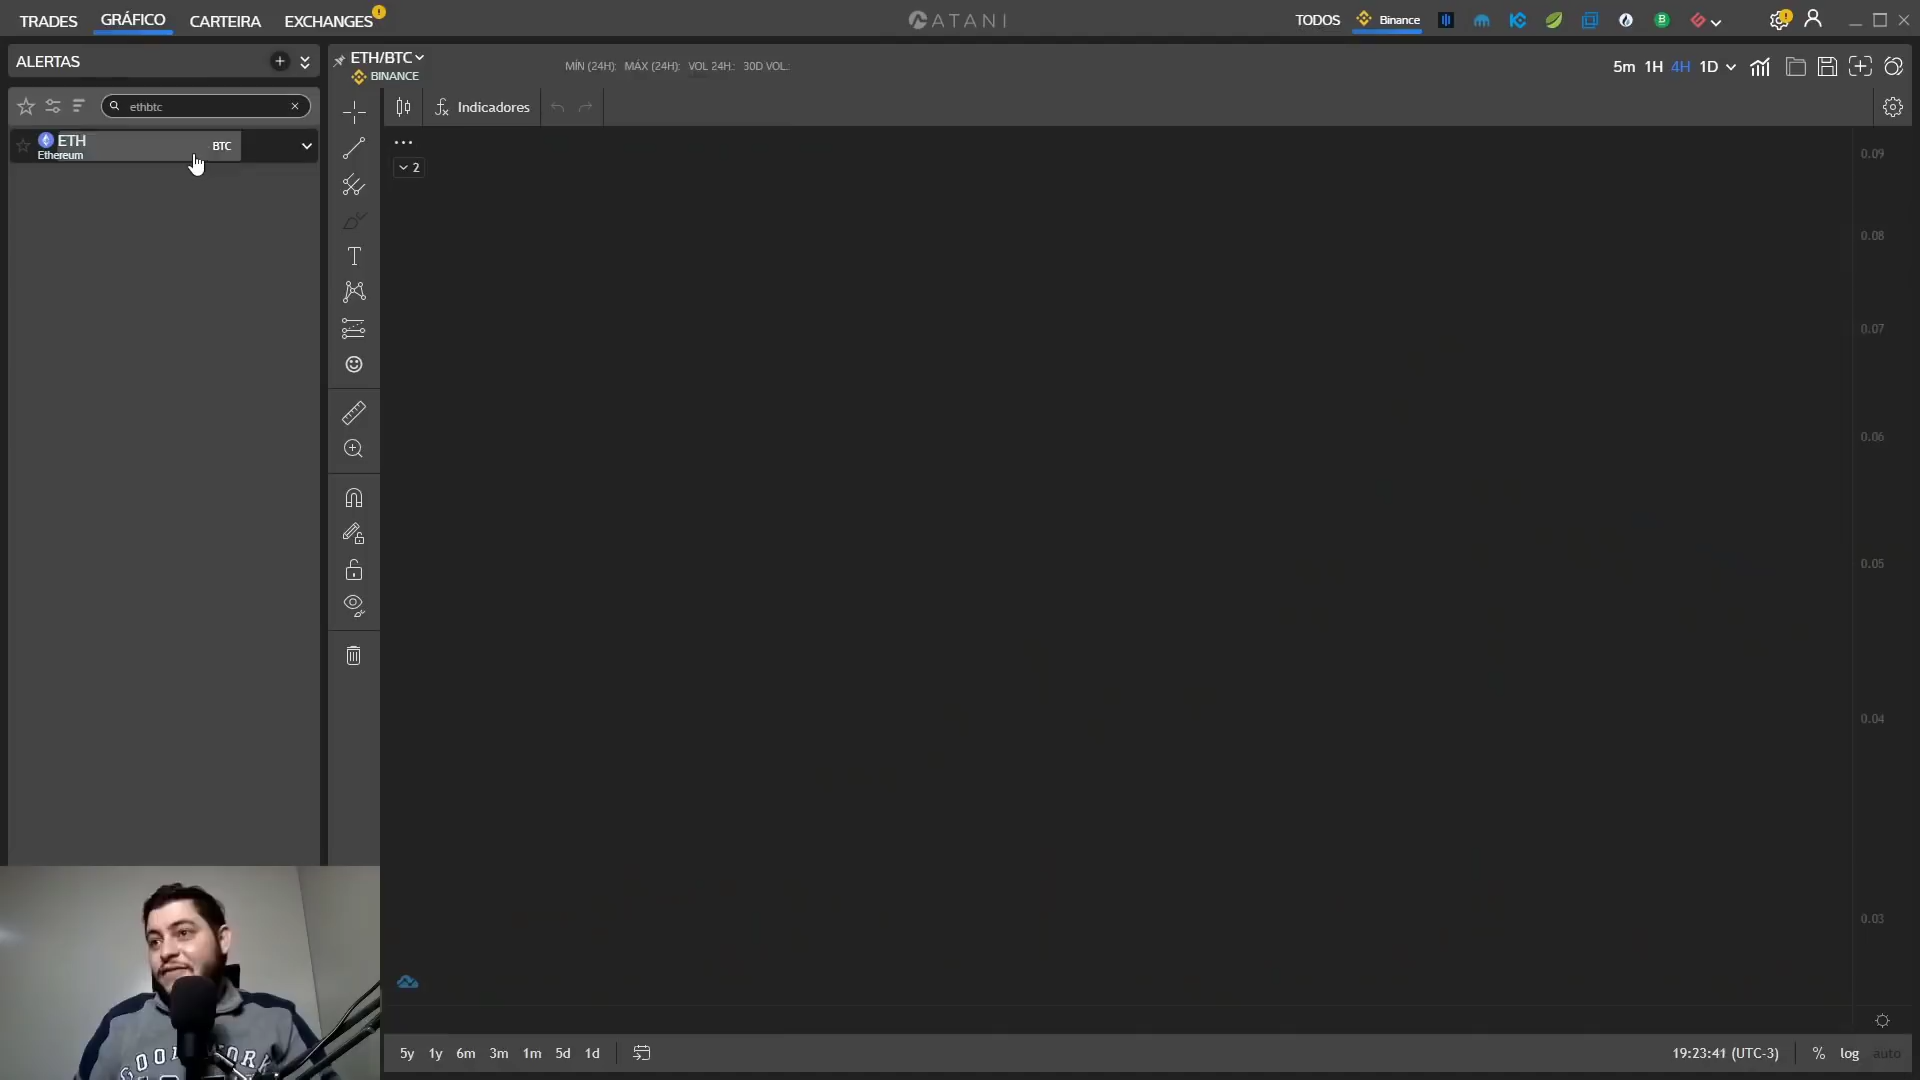 TRADES GRÁFICO CARTEIRA EXCHANGES
ATANI
TODOS Binance
ALERTAS
ethbtc
ETH BTC
Ethereum
ETH/BTC
BINANCE
MÍN (24H): MÁX (24H): VOL 24H.: 30D VOL.:
5m 1H 4H 1D
Indicadores
2
0.09
0.08
0.07
0.06
0.05
0.04
0.03
5y 1y 6m 3m 1m 5d 1d
19:23:41 (UTC-3) % log auto